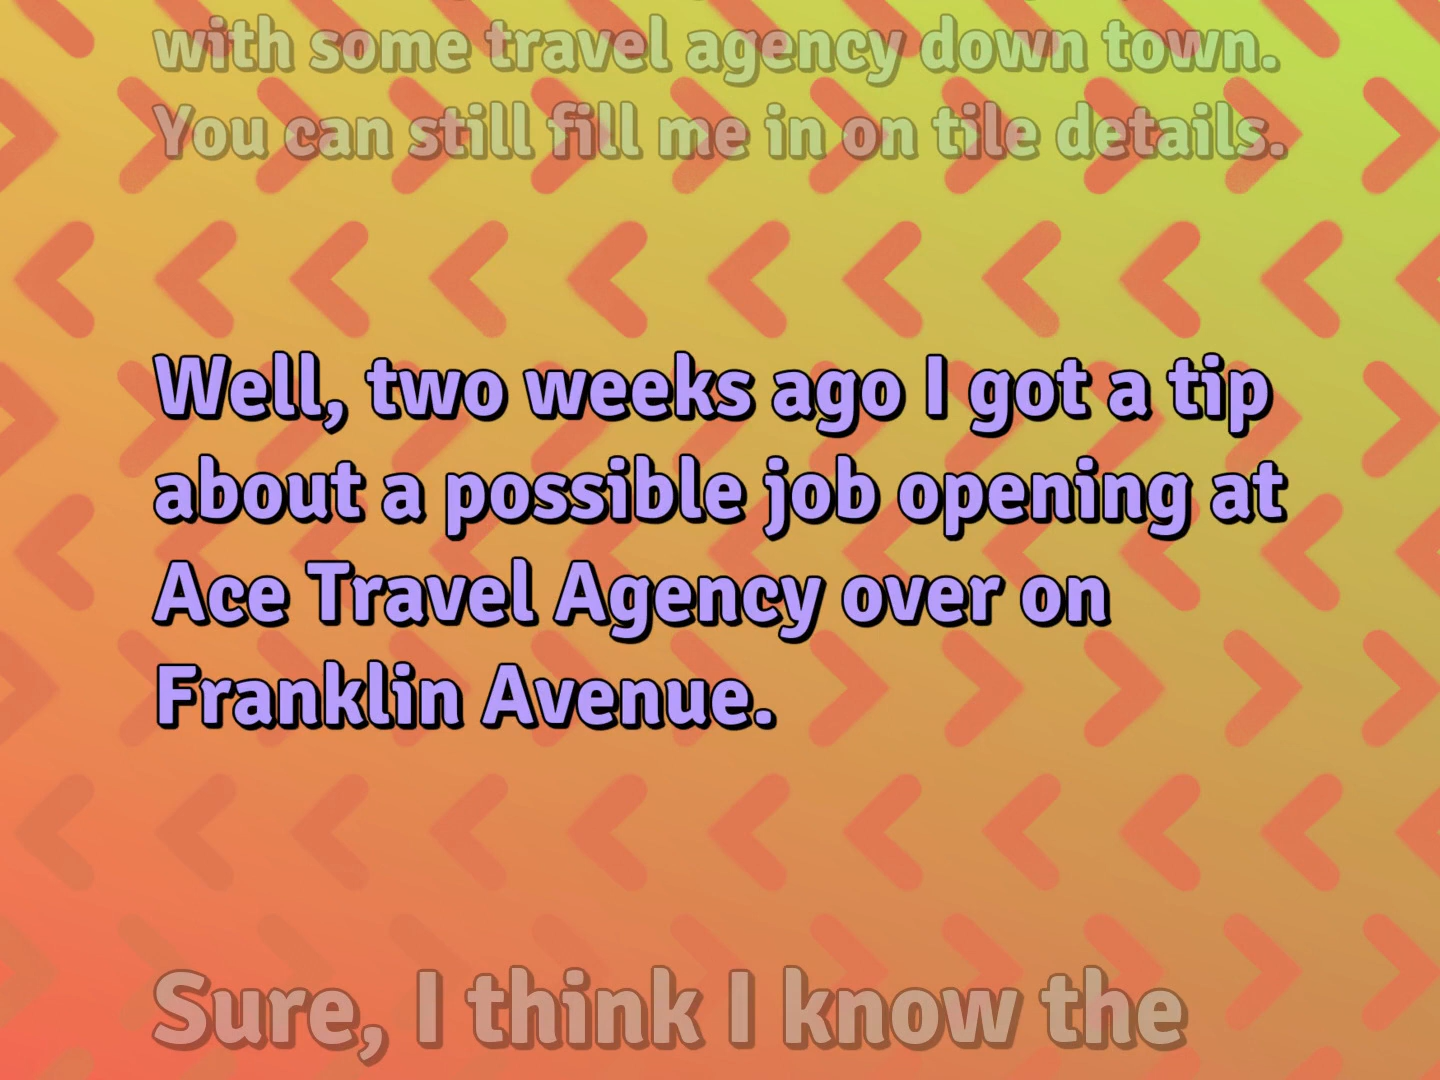 with some travel agency down town.
You can still fill me in on tile details.
Well, two weeks ago I got a tip
about a possible job opening at
Ace Travel Agency over on
Franklin Avenue.
Sure, I think I know the